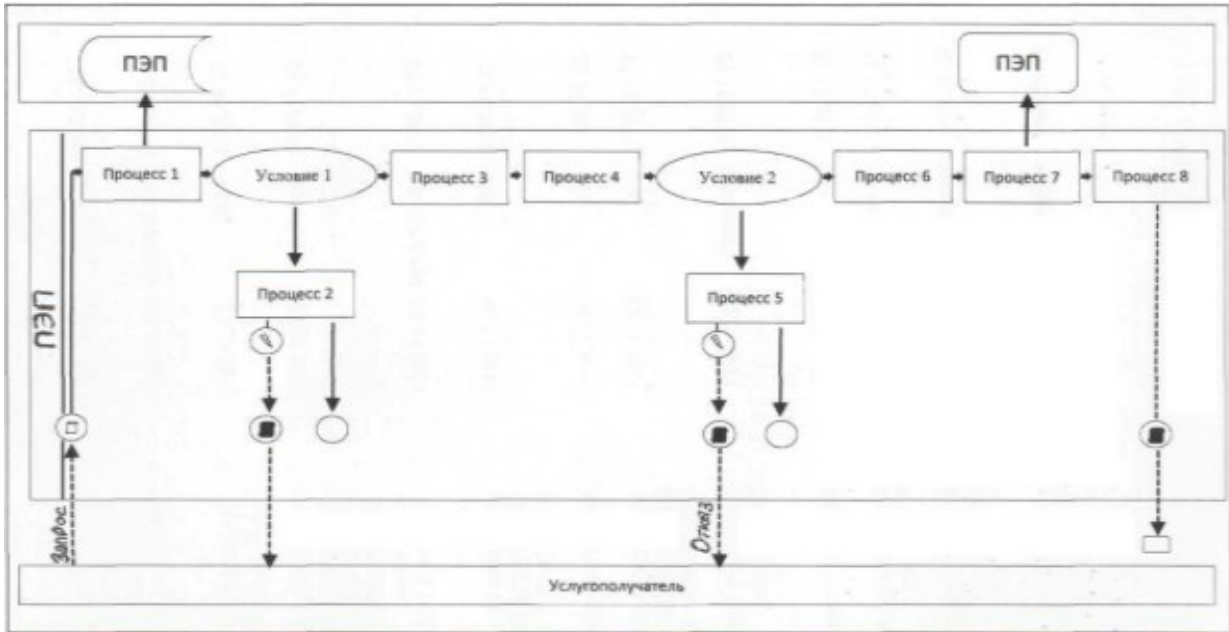 ПЭП
ПЭП
Процесс 1
Условие 1
Процесс 3
Процесс 4
Условие 2
Процесс 6
Процесс 7
Процесс 8
Процесс 2
Процесс 5
ПЭП
Запрос
Отказ
Услугополучатель